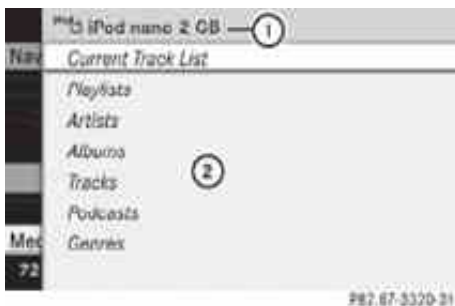 iPod nano 2 GB
1
Nav
Current Track List
Playlists
Artists
Albums
2
Tracks
Podcasts
Med
Genres
72
P82.87-3320-31